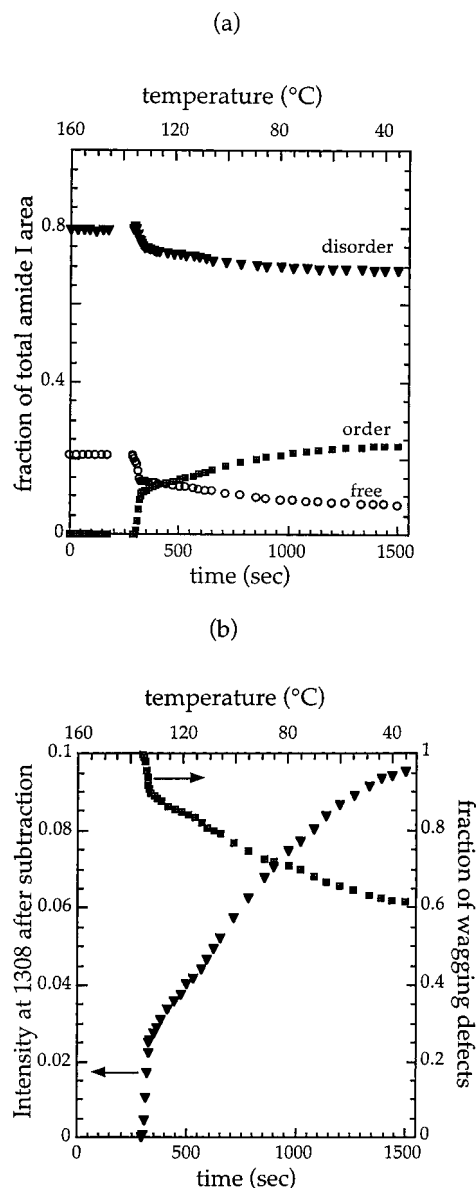 (a)
temperature (°C)
160 120 80 40
fraction of total amide I area
0.8
0.4
0
disorder
order
free
0 500 1000 1500
time (sec)
(b)
temperature (°C)
160 120 80 40
Intensity at 1308 after subtraction
0.1
0.08
0.06
0.04
0.02
0
1
0.8
0.6
0.4
0.2
0
fraction of wagging defects
0 500 1000 1500
time (sec)